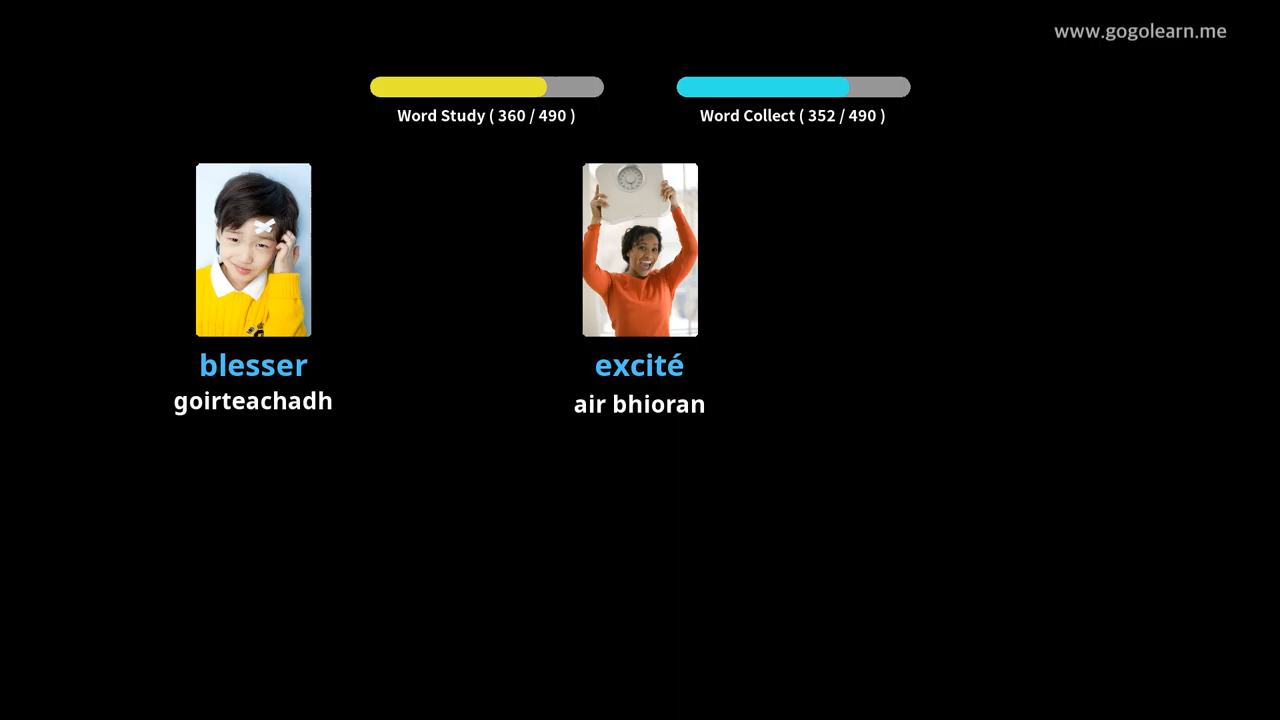 www.gogolearn.me
Word Study ( 360 / 490 )
Word Collect ( 352 / 490 )
blesser
goirteachadh
excité
air bhioran